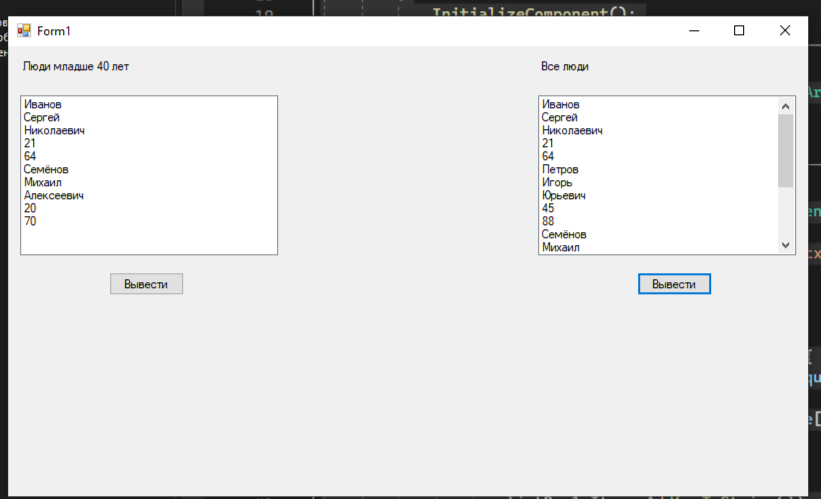 InitializeComponent();
Form1
Люди младше 40 лет
Все люди
Иванов
Сергей
Николаевич
21
64
Семёнов
Михаил
Алексеевич
20
70
Иванов
Сергей
Николаевич
21
64
Петров
Игорь
Юрьевич
45
88
Семёнов
Михаил
Вывести
Вывести